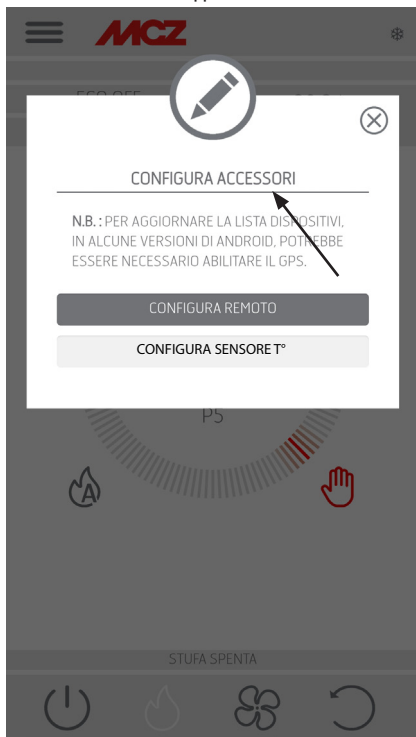 MCZ
CONFIGURA ACCESSORI
N.B. : PER AGGIORNARE LA LISTA DISPOSITIVI,
IN ALCUNE VERSIONI DI ANDROID, POTREBBE
ESSERE NECESSARIO ABILITARE IL GPS.
CONFIGURA REMOTO
CONFIGURA SENSORE T°
P5
A
STUFA SPENTA